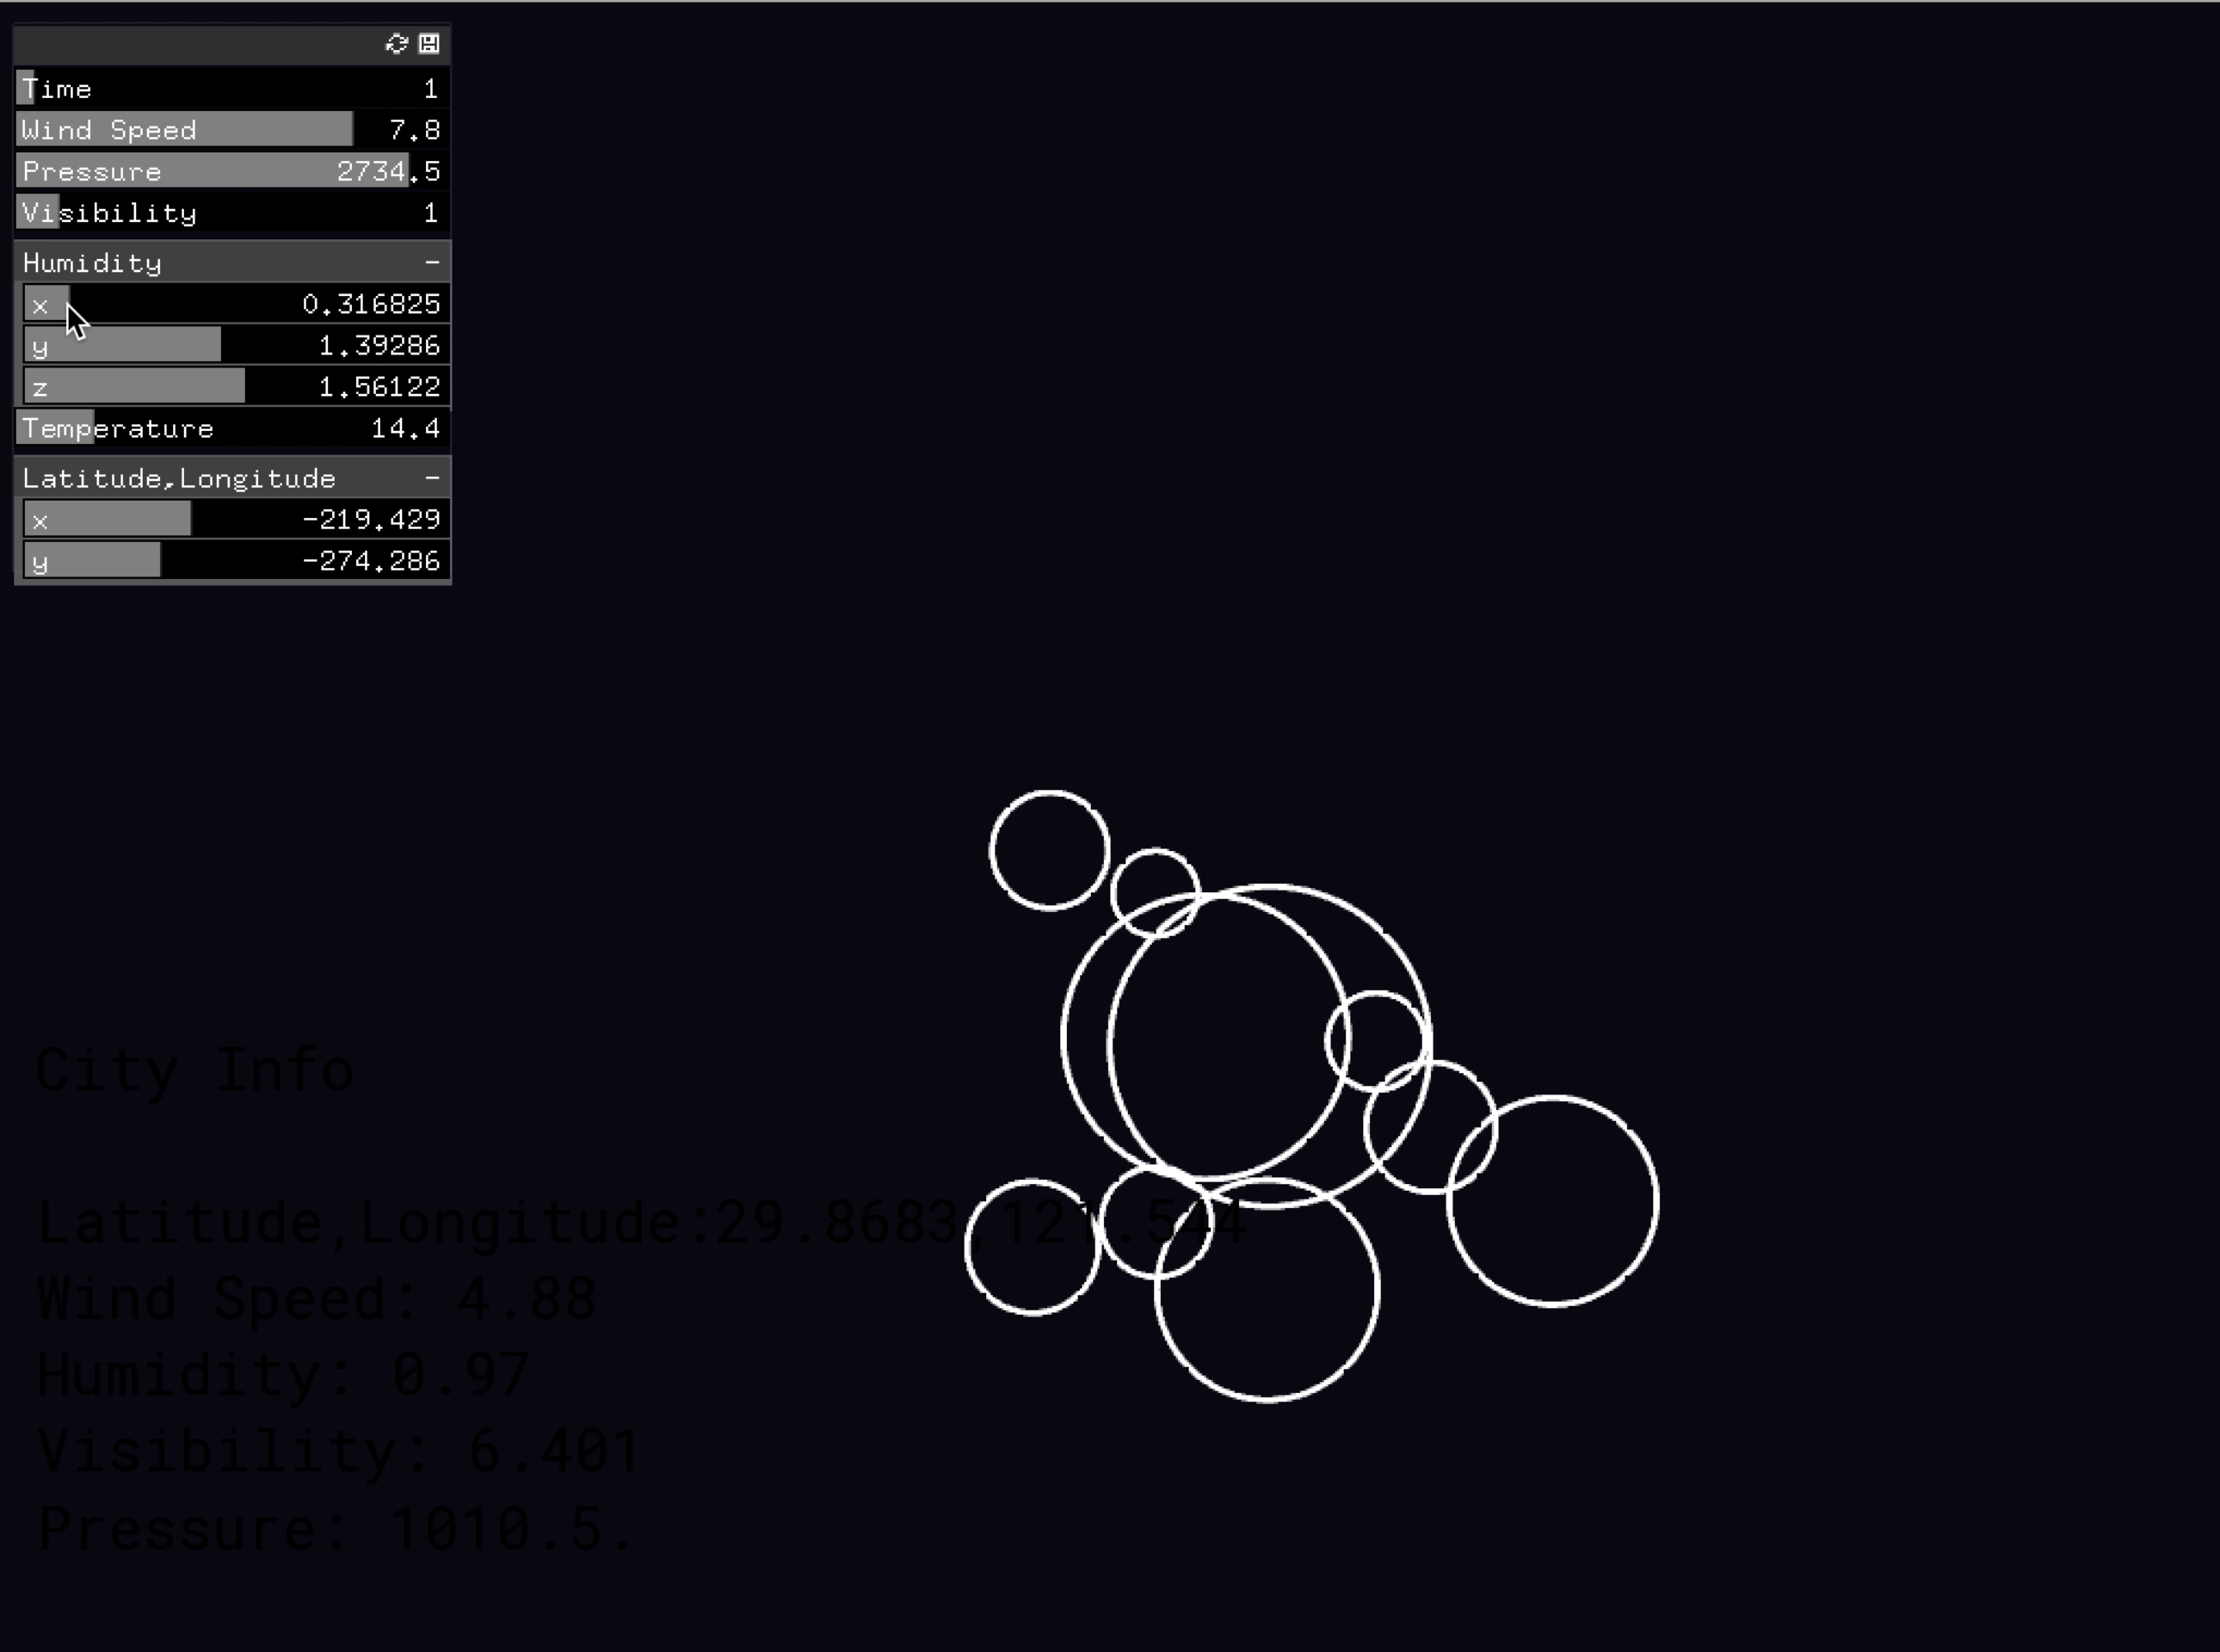 Time 1
Wind Speed 7.8
Pressure 2734.5
Visibility 1
Humidity -
x 0.316825
y 1.39286
z 1.56122
Temperature 14.4
Latitude,Longitude -
x -219.429
y -274.286
City Info
Latitude,Longitude:29.8683,121.544
Wind Speed: 4.88
Humidity: 0.97
Visibility: 6.401
Pressure: 1010.5.